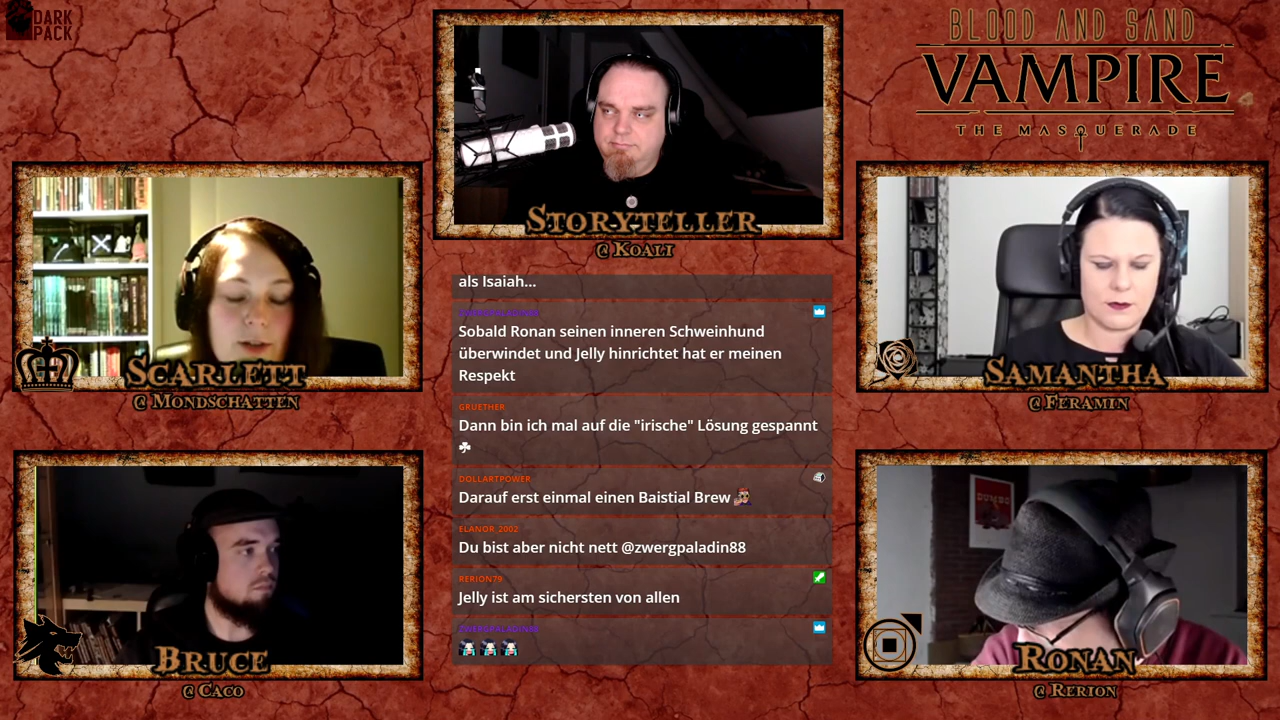 DARK
PACK
BLOOD AND SAND
VAMPIRE
THE MASQUERADE
STORYTELLER
@ KOALI
SCARLETT
@ MONDSCHATTEN
SAMANTHA
@ FERAMIN
als Isaiah...
Sobald Ronan seinen inneren Schweinhund
überwindet und Jelly hinrichtet hat er meinen
Respekt
GRUETHER
Dann bin ich mal auf die "irische" Lösung gespannt
☘
DOLLARTPOWER
Darauf erst einmal einen Baistial Brew
ELANOR_2002
Du bist aber nicht nett @zwergpaladin88
RERION79
Jelly ist am sichersten von allen
ZWERGPALADIN88
BRUCE
@ CACO
DUMBO
RONAN
@ RERION